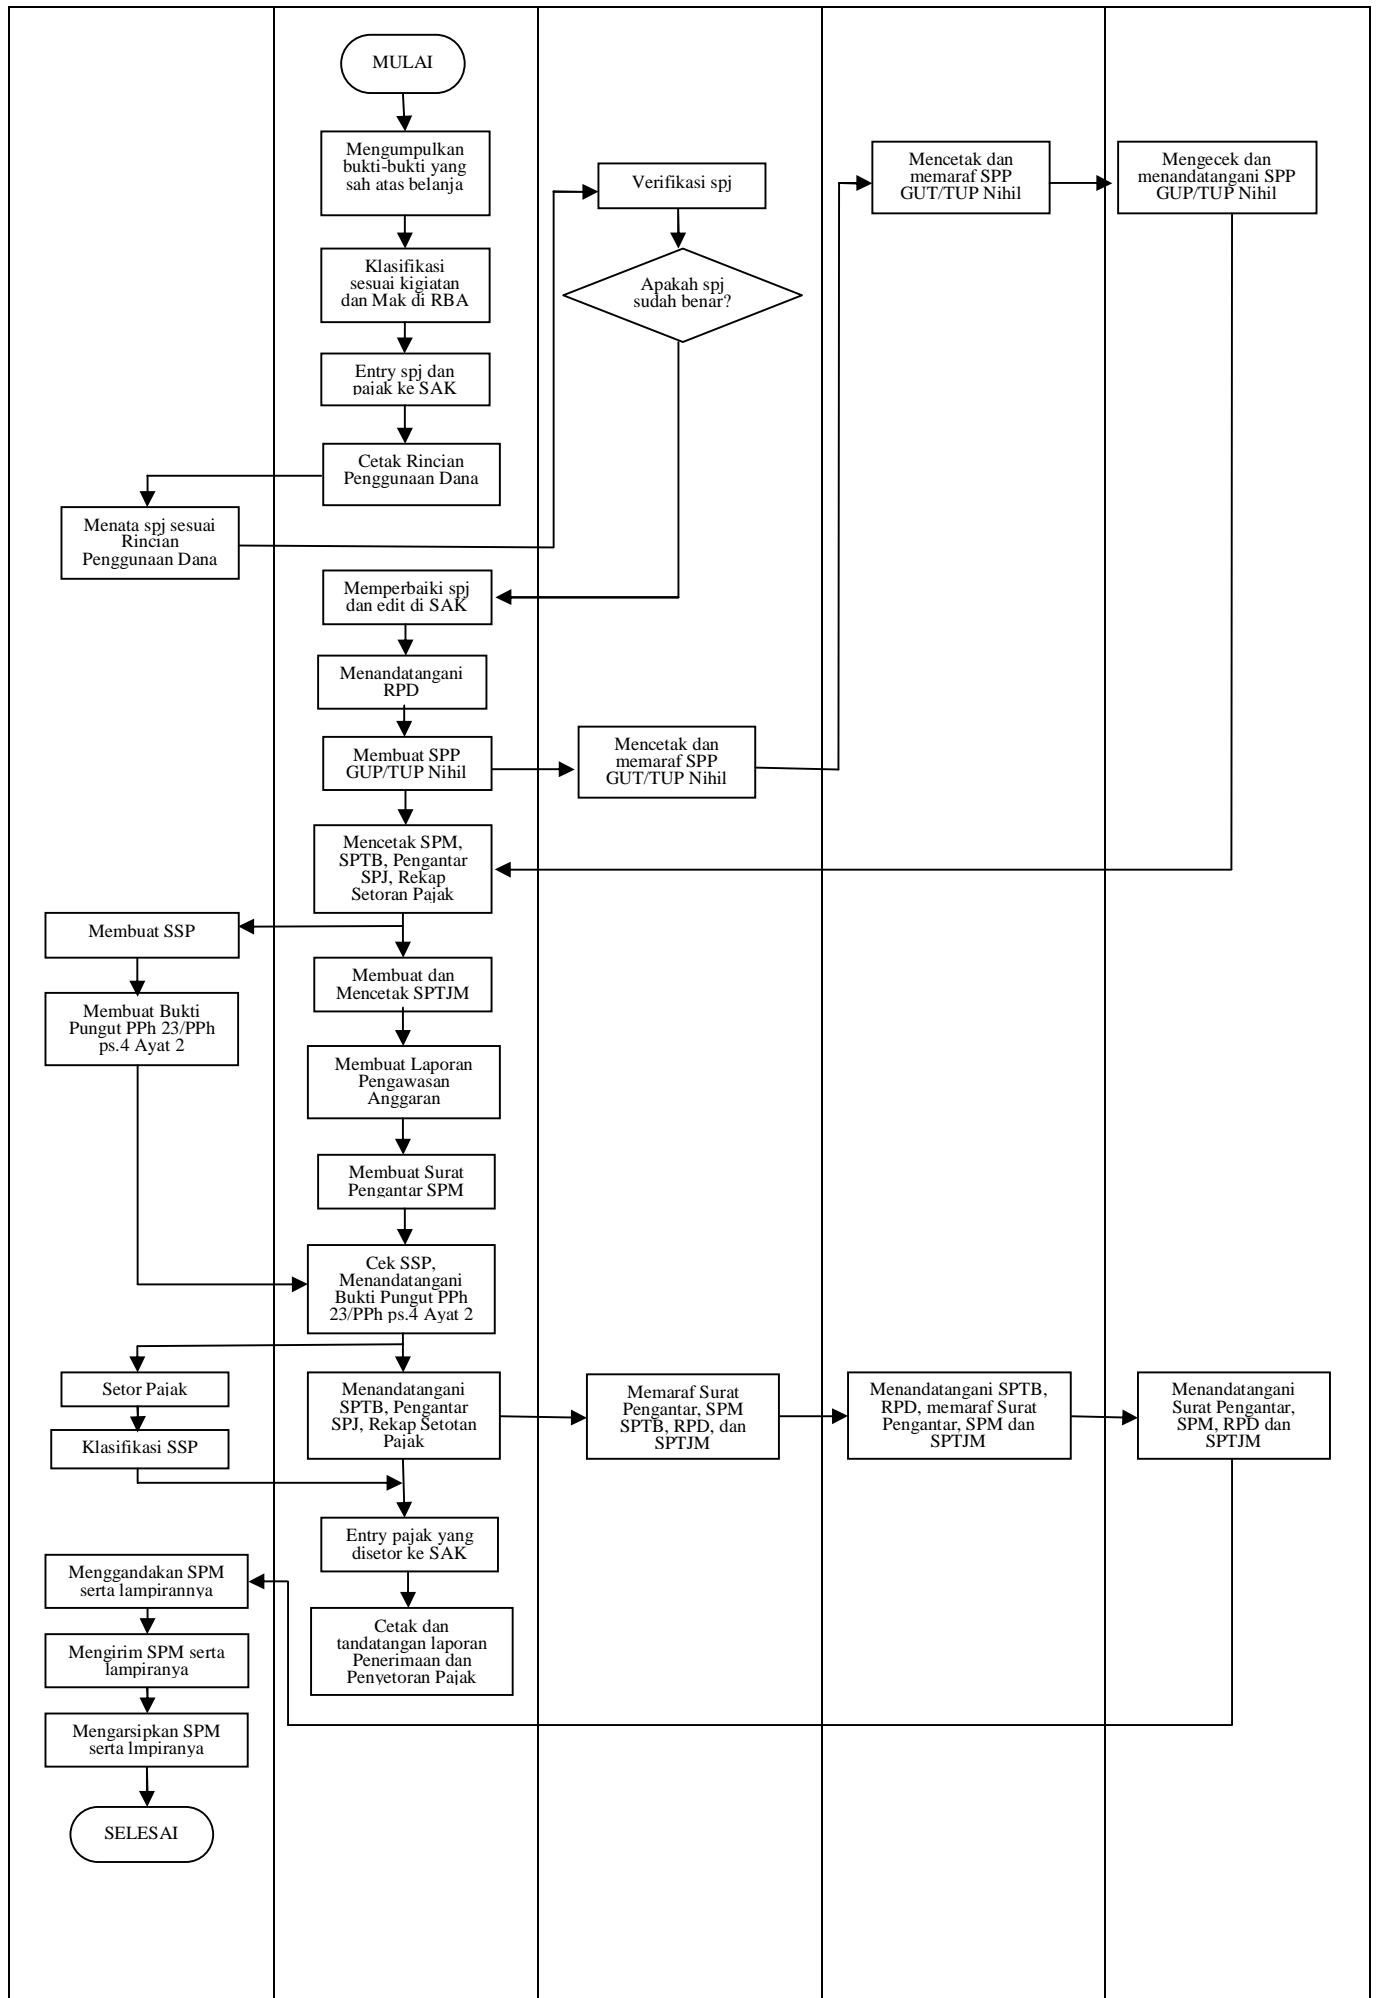 MULAI
Mengumpulkan
bukti-bukti yang
sah atas belanja
Klasifikasi
sesuai kigiatan
dan Mak di RBA
Entry spj dan
pajak ke SAK
Cetak Rincian
Penggunaan Dana
Menata spj sesuai
Rincian
Penggunaan Dana
Verifikasi spj
Apakah spj
sudah benar?
Memperbaiki spj
dan edit di SAK
Menandatangani
RPD
Membuat SPP
GUP/TUP Nihil
Mencetak dan
memaraf SPP
GUT/TUP Nihil
Mencetak dan
memaraf SPP
GUT/TUP Nihil
Mengecek dan
menandatangani SPP
GUP/TUP Nihil
Mencetak SPM,
SPTB, Pengantar
SPJ, Rekap
Setoran Pajak
Membuat SSP
Membuat Bukti
Pungut PPh 23/PPh
ps.4 Ayat 2
Membuat dan
Mencetak SPTJM
Membuat Laporan
Pengawasan
Anggaran
Membuat Surat
Pengantar SPM
Cek SSP,
Menandatangani
Bukti Pungut PPh
23/PPh ps.4 Ayat 2
Setor Pajak
Klasifikasi SSP
Menandatangani
SPTB, Pengantar
SPJ, Rekap Setotan
Pajak
Memaraf Surat
Pengantar, SPM
SPTB, RPD, dan
SPTJM
Menandatangani SPTB,
RPD, memaraf Surat
Pengantar, SPM dan
SPTJM
Menandatangani
Surat Pengantar,
SPM, RPD dan
SPTJM
Entry pajak yang
disetor ke SAK
Cetak dan
tandatangan laporan
Penerimaan dan
Penyetoran Pajak
Menggandakan SPM
serta lampirannya
Mengirim SPM serta
lampiranya
Mengarsipkan SPM
serta lmpiranya
SELESAI